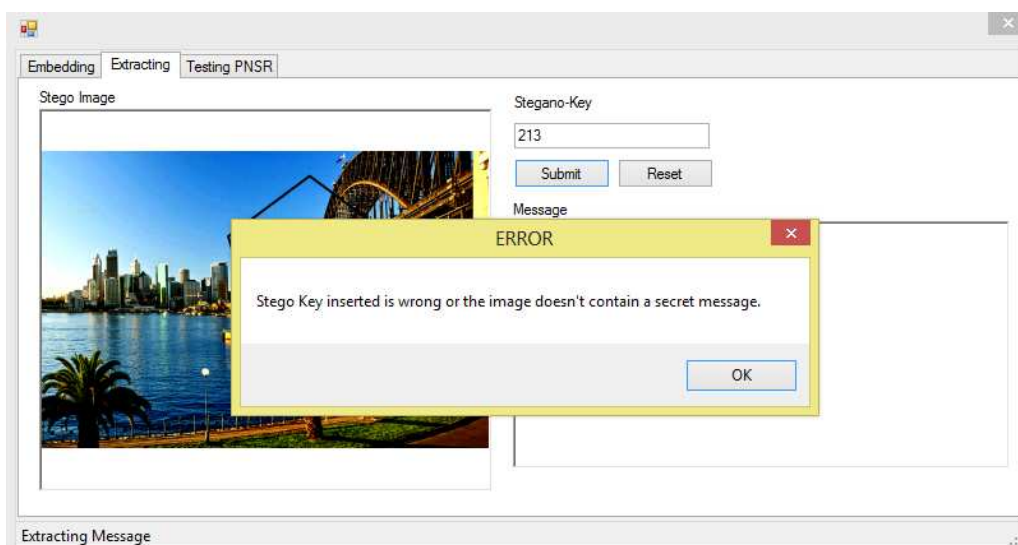 Embedding Extracting Testing PNSR
Stego Image
Stegano-Key
213
Submit Reset
Message
ERROR
Stego Key inserted is wrong or the image doesn't contain a secret message.
OK
Extracting Message